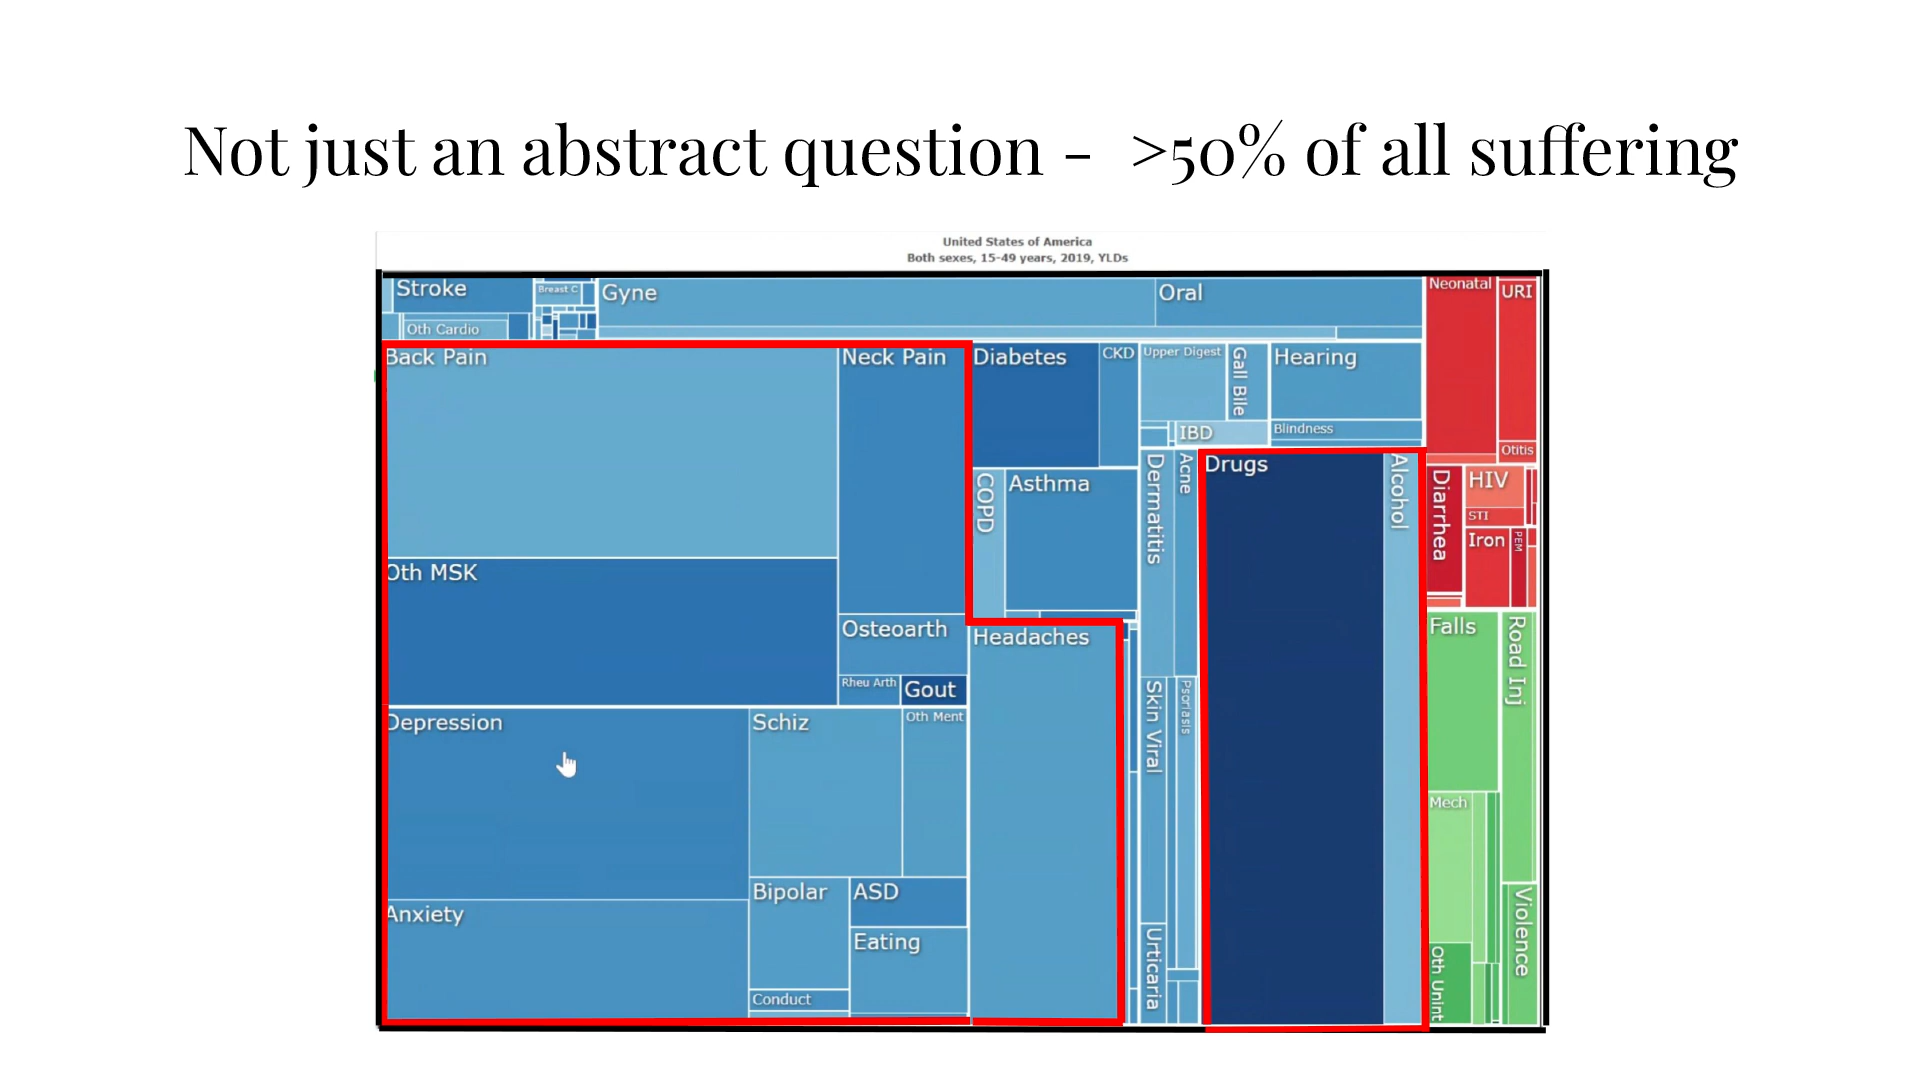 Not just an abstract question -  >50% of all suffering
United States of America
Both sexes, 15-49 years, 2019, YLDs
Stroke
Breast C
Gyne
Oral
Neonatal
URI
Oth Cardio
Back Pain
Neck Pain
Diabetes
CKD
Upper Digest
Gall Bile
Hearing
IBD
Blindness
Otitis
COPD
Asthma
Dermatitis
Acne
Drugs
Alcohol
Diarrhea
HIV
STI
Iron
PEM
Oth MSK
Osteoarth
Headaches
Falls
Road Inj
Rheu Arth
Gout
Depression
Schiz
Oth Ment
Skin Viral
Psoriasis
Mech
Anxiety
Bipolar
ASD
Eating
Conduct
Urticaria
Oth Unint
Violence